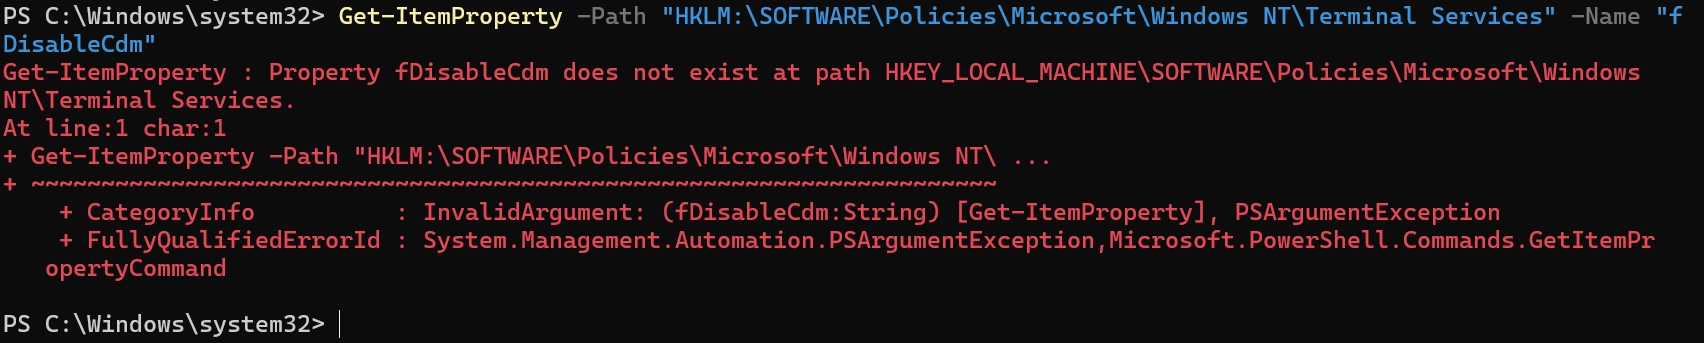 PS C:\Windows\system32> Get-ItemProperty -Path "HKLM:\SOFTWARE\Policies\Microsoft\Windows NT\Terminal Services" -Name "f
DisableCdm"
Get-ItemProperty : Property fDisableCdm does not exist at path HKEY_LOCAL_MACHINE\SOFTWARE\Policies\Microsoft\Windows
NT\Terminal Services.
At line:1 char:1
+ Get-ItemProperty -Path "HKLM:\SOFTWARE\Policies\Microsoft\Windows NT\ ...
+ ~~~~~~~~~~~~~~~~~~~~~~~~~~~~~~~~~~~~~~~~~~~~~~~~~~~~~~~~~~~~~~~~~~~~~
    + CategoryInfo          : InvalidArgument: (fDisableCdm:String) [Get-ItemProperty], PSArgumentException
    + FullyQualifiedErrorId : System.Management.Automation.PSArgumentException,Microsoft.PowerShell.Commands.GetItemPr
   opertyCommand
PS C:\Windows\system32>